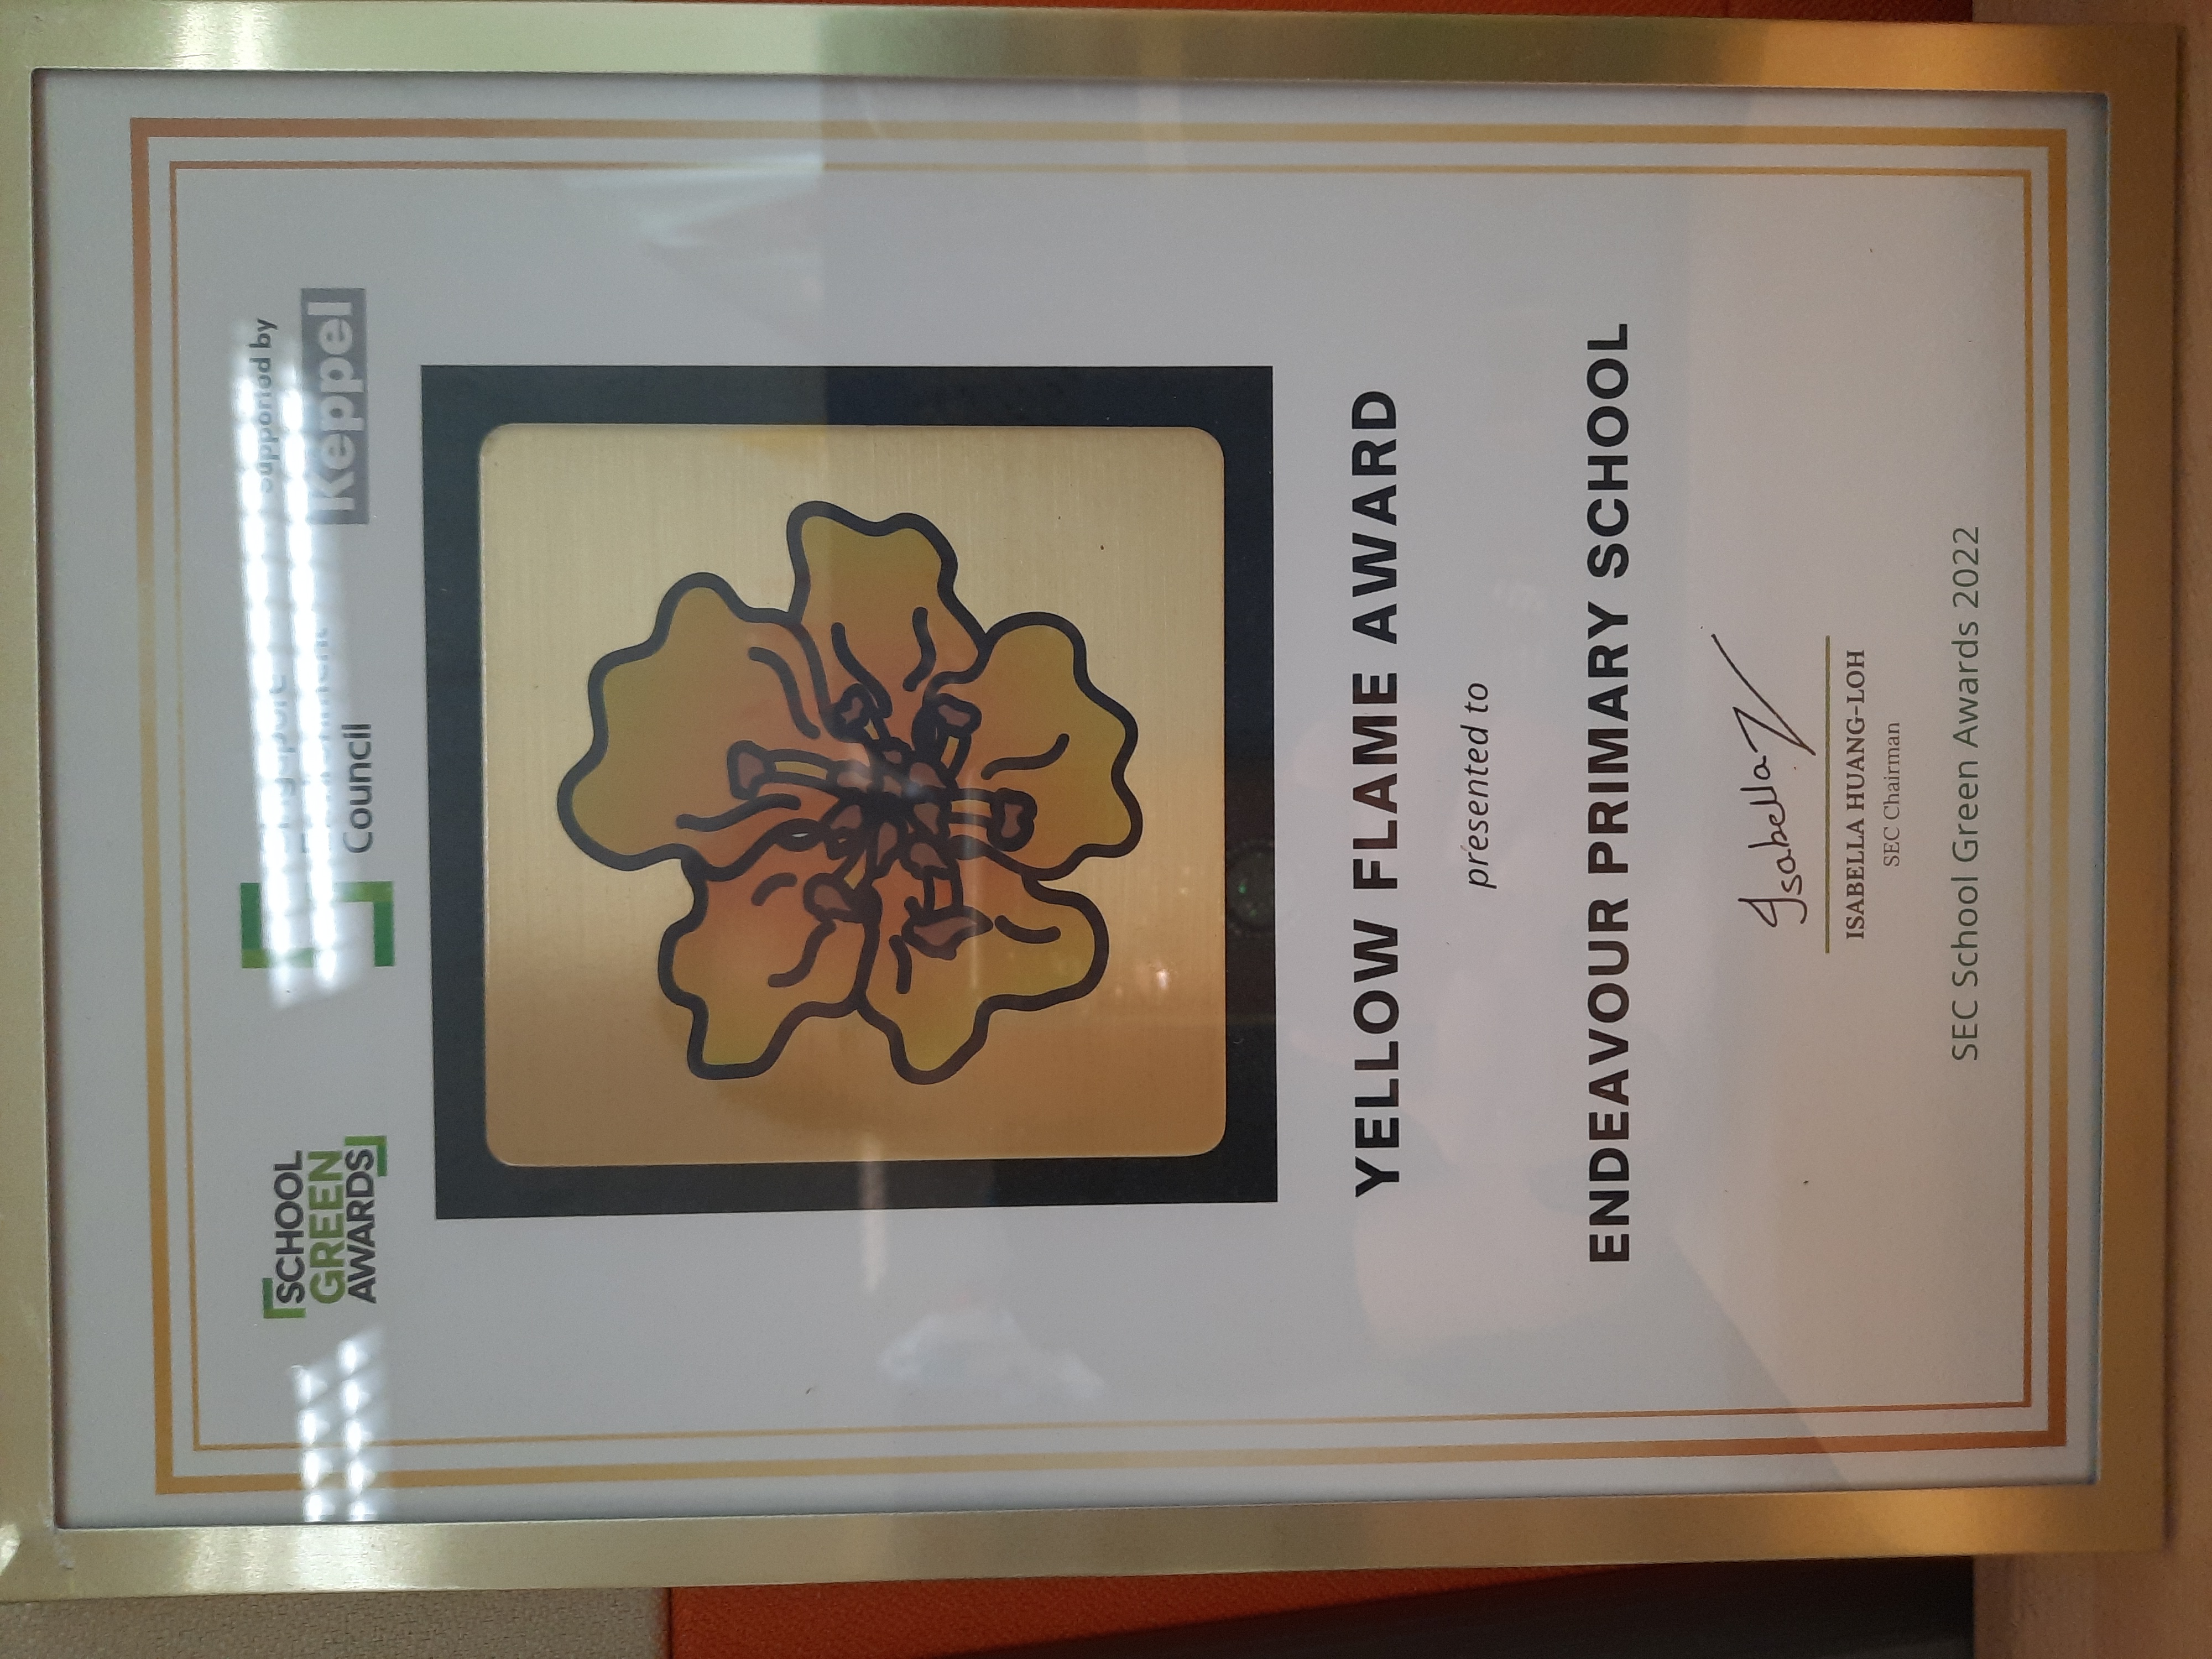 SCHOOL
GREEN
AWARDS
Singapore
Environment
Council
Supported by
Keppel
YELLOW FLAME AWARD
presented to
ENDEAVOUR PRIMARY SCHOOL
Isabella
ISABELLA HUANG-LOH
SEC Chairman
SEC School Green Awards 2022